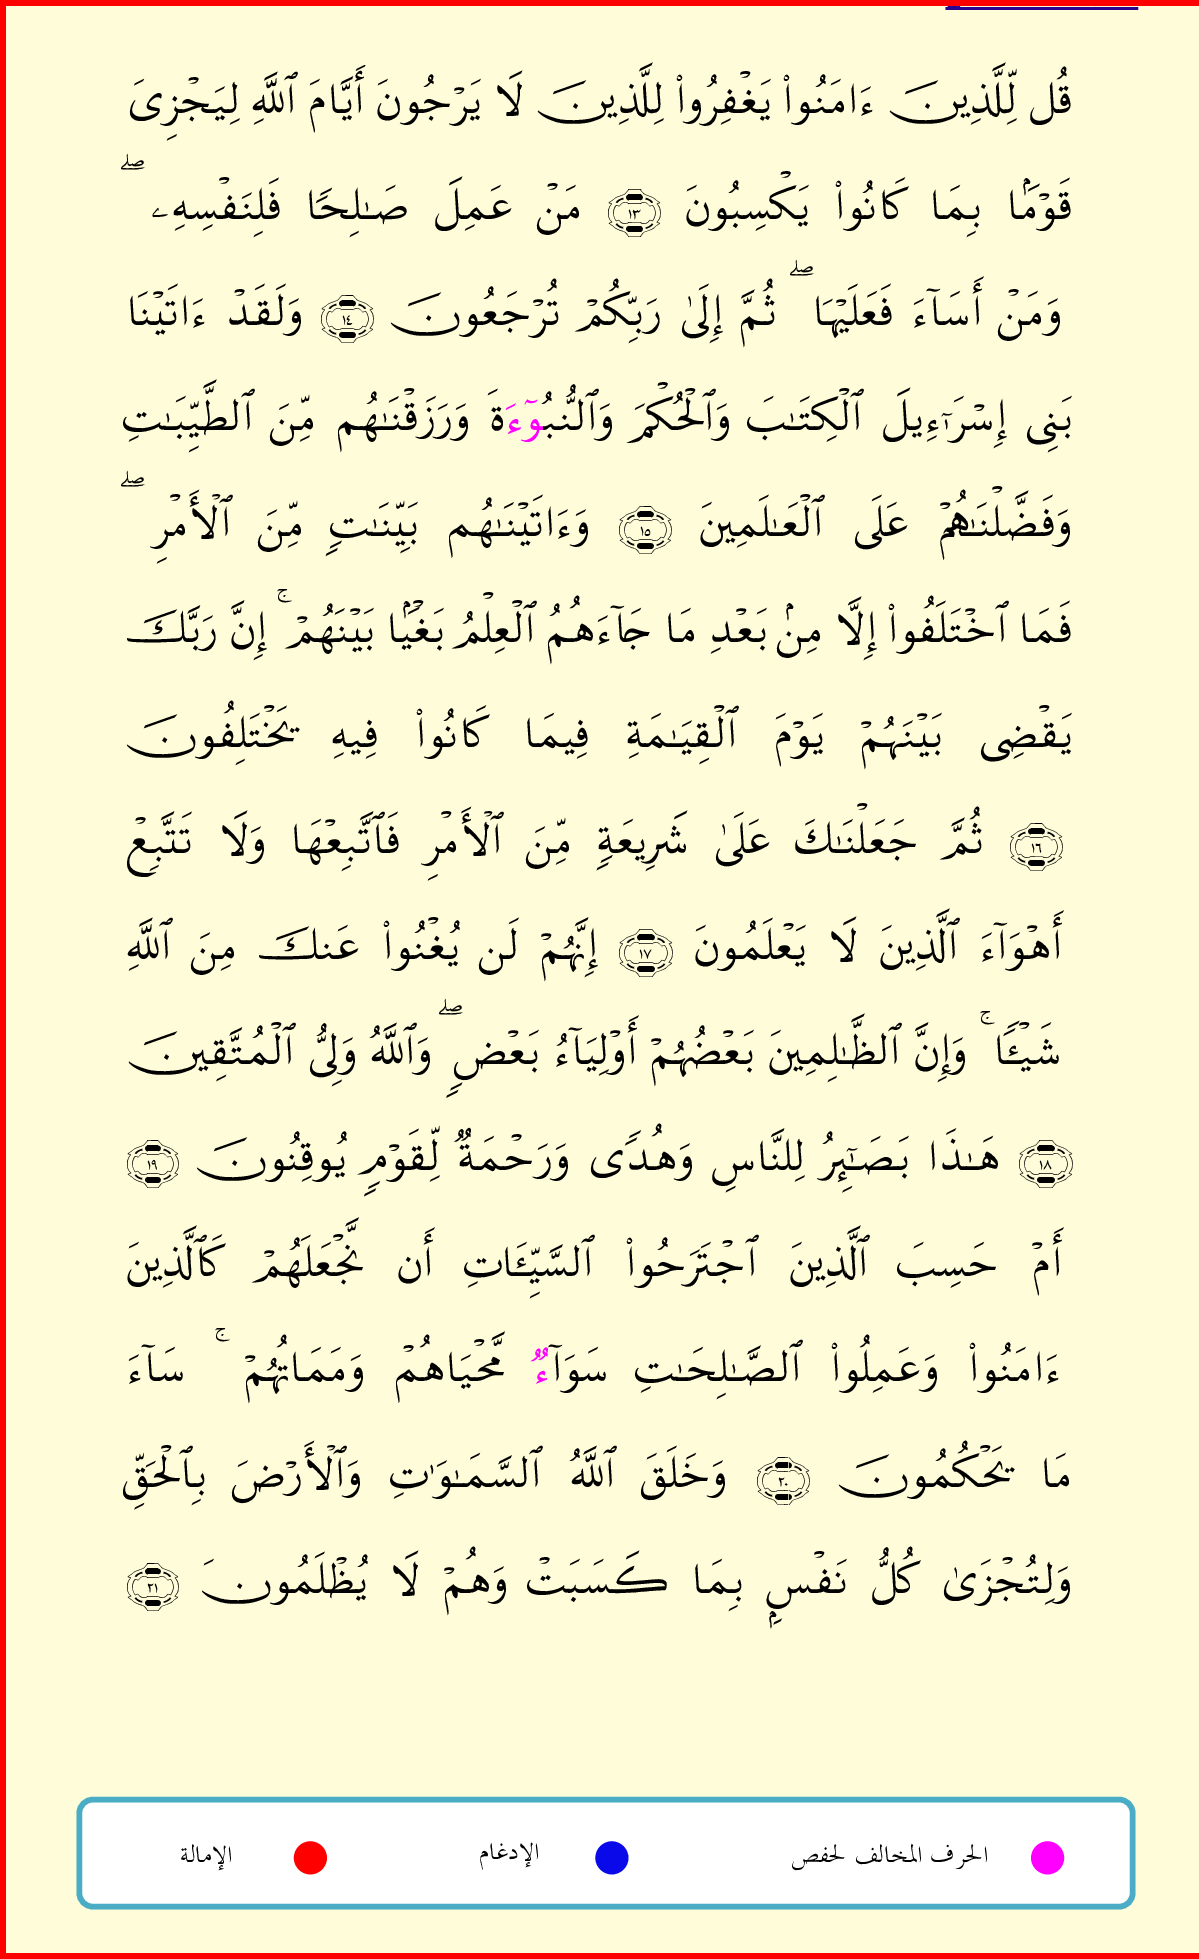 قُل لِّلَّذِينَ ءَامَنُوا۟ يَغْفِرُوا۟ لِلَّذِينَ لَا يَرْجُونَ أَيَّامَ ٱللَّهِ لِيَجْزِىَ
قَوْمًۢا بِمَا كَانُوا۟ يَكْسِبُونَ ١٣ مَنْ عَمِلَ صَـٰلِحًا فَلِنَفْسِهِۦ ۖ
وَمَنْ أَسَآءَ فَعَلَيْهَا ۖ ثُمَّ إِلَىٰ رَبِّكُمْ تُرْجَعُونَ ١٤ وَلَقَدْ ءَاتَيْنَا
بَنِى إِسْرَٰٓءِيلَ ٱلْكِتَـٰبَ وَٱلْحُكْمَ وَٱلنُّبُوٓءَةَ وَرَزَقْنَـٰهُم مِّنَ ٱلطَّيِّبَـٰتِ
وَفَضَّلْنَـٰهُمْ عَلَى ٱلْعَـٰلَمِينَ ١٥ وَءَاتَيْنَـٰهُم بَيِّنَـٰتٍ مِّنَ ٱلْأَمْرِ ۖ
فَمَا ٱخْتَلَفُوا۟ إِلَّا مِنۢ بَعْدِ مَا جَآءَهُمُ ٱلْعِلْمُ بَغْيًۢا بَيْنَهُمْ ۚ إِنَّ رَبَّكَ
يَقْضِى بَيْنَهُمْ يَوْمَ ٱلْقِيَـٰمَةِ فِيمَا كَانُوا۟ فِيهِ يَخْتَلِفُونَ
١٦ ثُمَّ جَعَلْنَـٰكَ عَلَىٰ شَرِيعَةٍ مِّنَ ٱلْأَمْرِ فَٱتَّبِعْهَا وَلَا تَتَّبِعْ
أَهْوَآءَ ٱلَّذِينَ لَا يَعْلَمُونَ ١٧ إِنَّهُمْ لَن يُغْنُوا۟ عَنكَ مِنَ ٱللَّهِ
شَيْـًٔا ۚ وَإِنَّ ٱلظَّـٰلِمِينَ بَعْضُهُمْ أَوْلِيَآءُ بَعْضٍ ۖ وَٱللَّهُ وَلِىُّ ٱلْمُتَّقِينَ
١٨ هَـٰذَا بَصَـٰٓئِرُ لِلنَّاسِ وَهُدًى وَرَحْمَةٌ لِّقَوْمٍ يُوقِنُونَ ١٩
أَمْ حَسِبَ ٱلَّذِينَ ٱجْتَرَحُوا۟ ٱلسَّيِّـَٔاتِ أَن نَّجْعَلَهُمْ كَٱلَّذِينَ
ءَامَنُوا۟ وَعَمِلُوا۟ ٱلصَّـٰلِحَـٰتِ سَوَآءٌ مَّحْيَاهُمْ وَمَمَاتُهُمْ ۚ سَآءَ
مَا يَحْكُمُونَ ٢٠ وَخَلَقَ ٱللَّهُ ٱلسَّمَـٰوَٰتِ وَٱلْأَرْضَ بِٱلْحَقِّ
وَلِتُجْزَىٰ كُلُّ نَفْسٍۭ بِمَا كَسَبَتْ وَهُمْ لَا يُظْلَمُونَ ٢١
الحرف المخالف لحفص الإدغام الإمالة